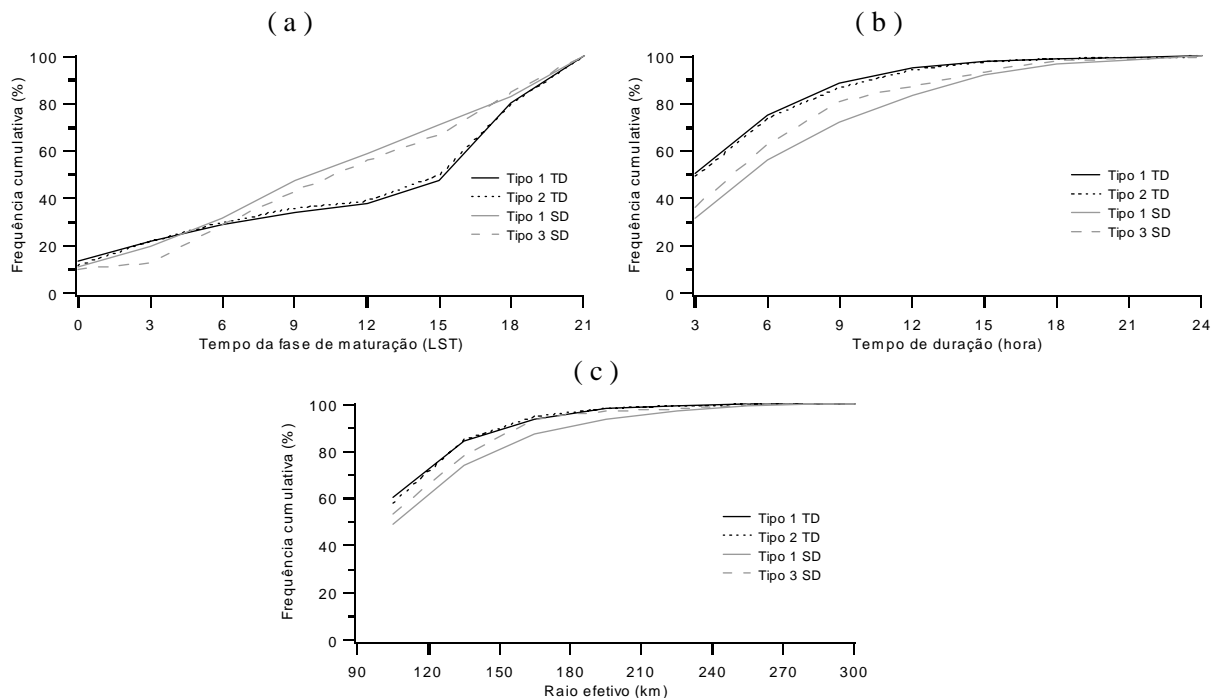 ( a )
Frequência cumulativa (%)
100
80
60
40
20
0
Tipo 1 TD
Tipo 2 TD
Tipo 1 SD
Tipo 3 SD
0 3 6 9 12 15 18 21
Tempo da fase de maturação (LST)
( b )
Frequência cumulativa (%)
100
80
60
40
20
0
Tipo 1 TD
Tipo 2 TD
Tipo 1 SD
Tipo 3 SD
3 6 9 12 15 18 21 24
Tempo de duração (hora)
( c )
Frequência cumulativa (%)
100
80
60
40
20
0
Tipo 1 TD
Tipo 2 TD
Tipo 1 SD
Tipo 3 SD
90 120 150 180 210 240 270 300
Raio efetivo (km)